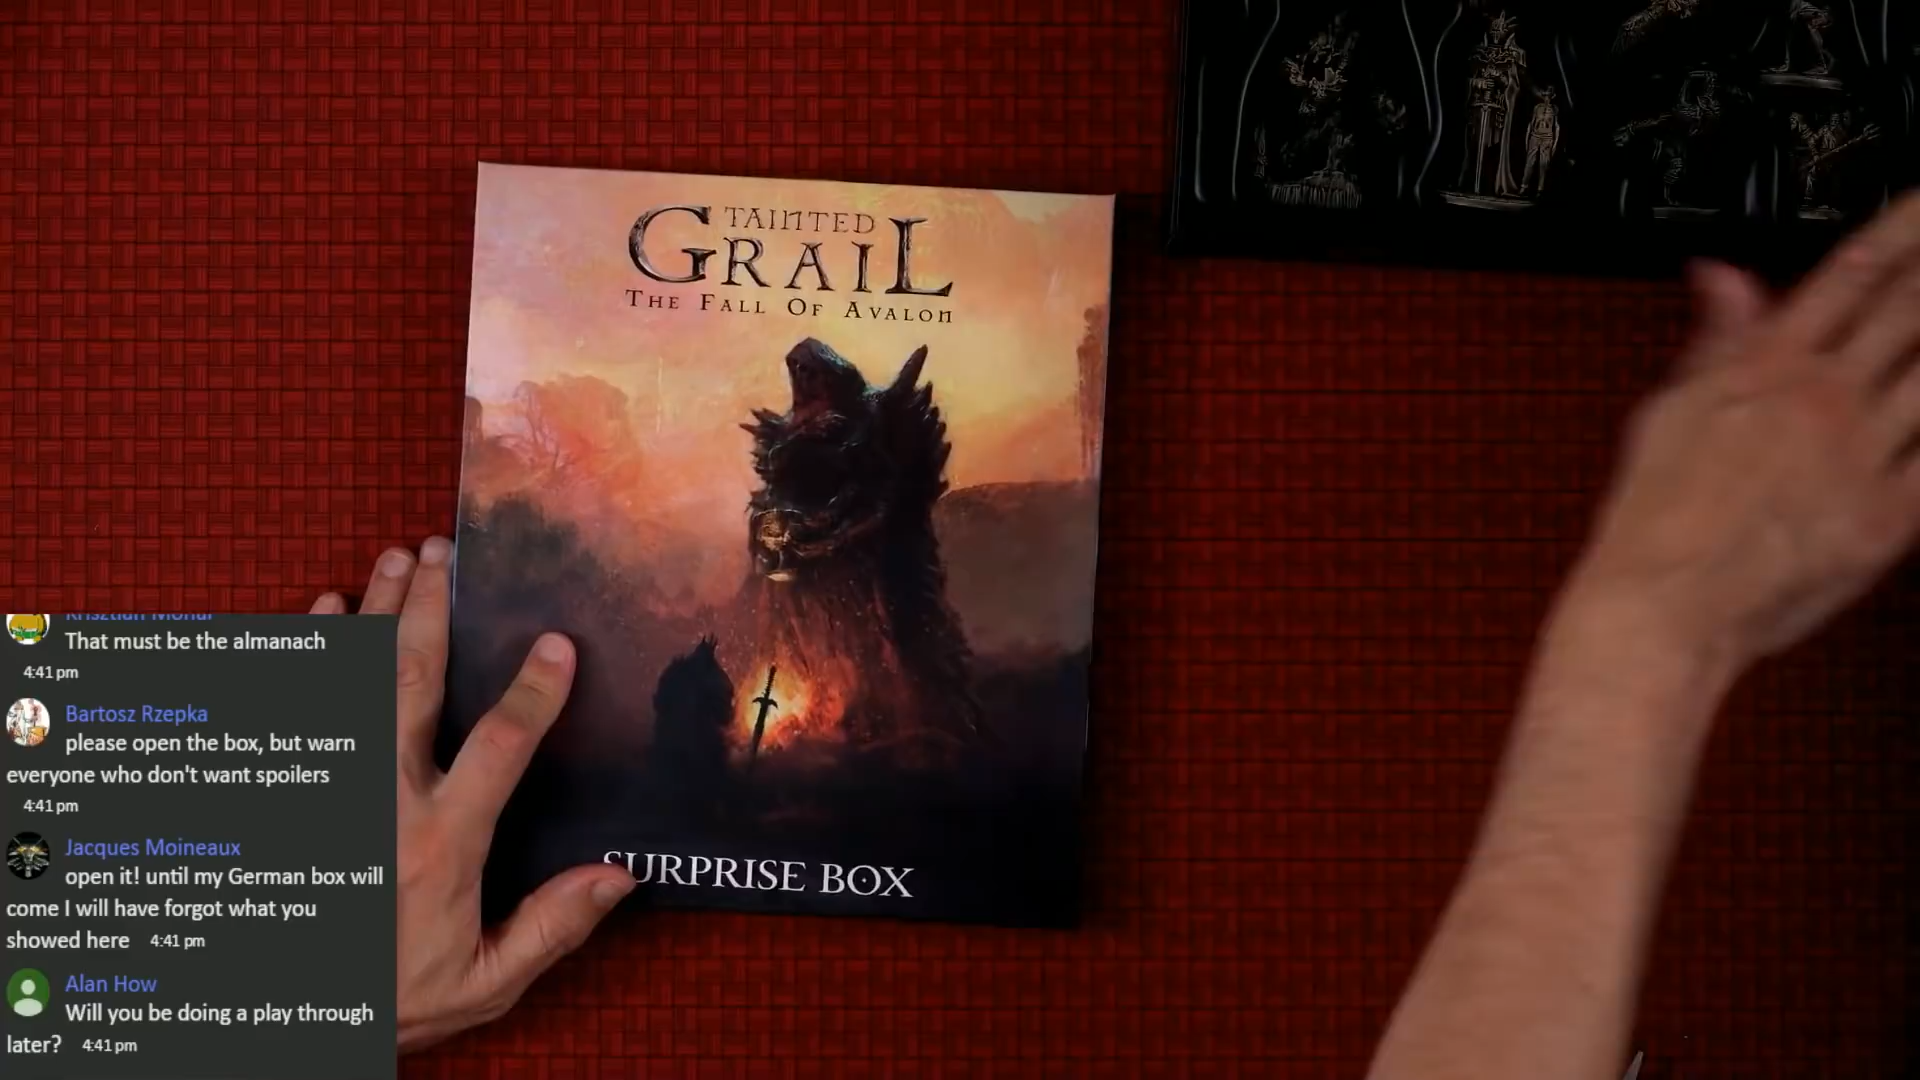 TAINTED
GRAIL
THE FALL OF AVALON
SURPRISE BOX
That must be the almanach
4:41 pm
Bartosz Rzepka
please open the box, but warn
everyone who don't want spoilers
4:41 pm
Jacques Moineaux
open it! until my German box will
come I will have forgot what you
showed here 4:41 pm
Alan How
Will you be doing a play through
later? 4:41 pm